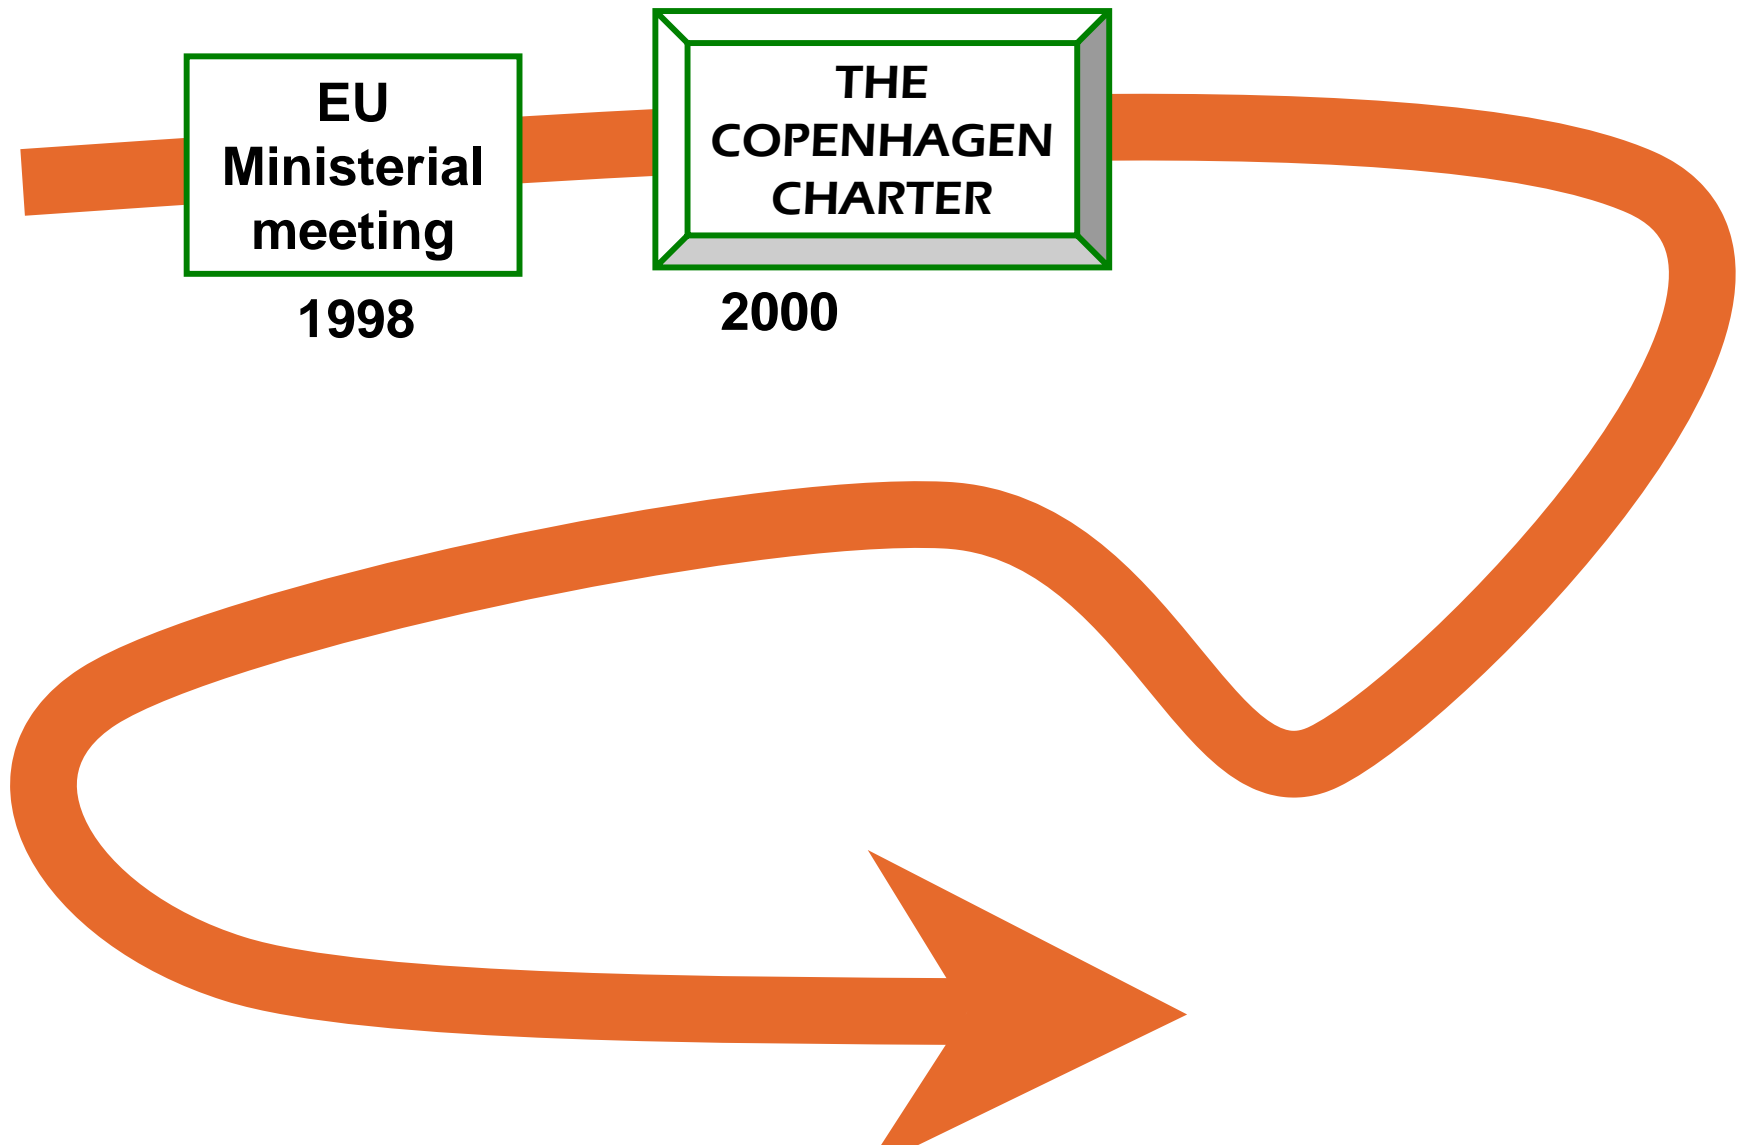 EU
Ministerial
meeting
1998
THE
COPENHAGEN
CHARTER
2000